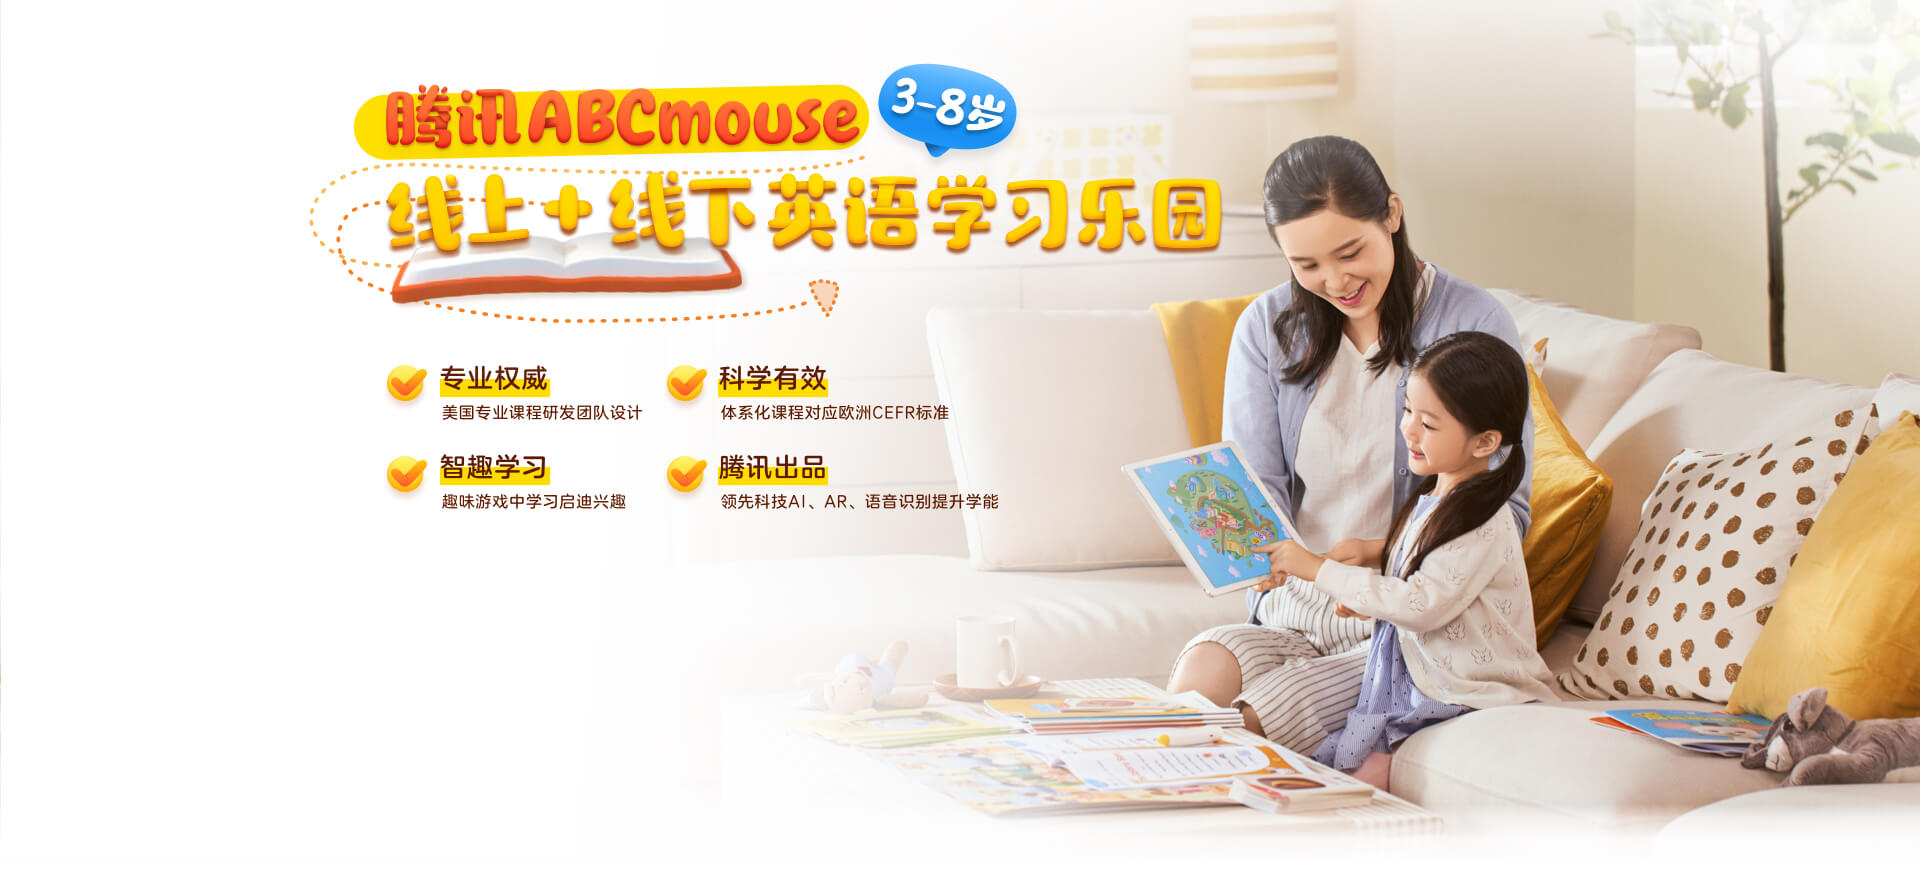 腾讯ABCmouse
3-8岁
线上+线下英语学习乐园
专业权威
美国专业课程研发团队设计
科学有效
体系化课程对应欧洲CEFR标准
智趣学习
趣味游戏中学习启迪兴趣
腾讯出品
领先科技AI、AR、语音识别提升学能